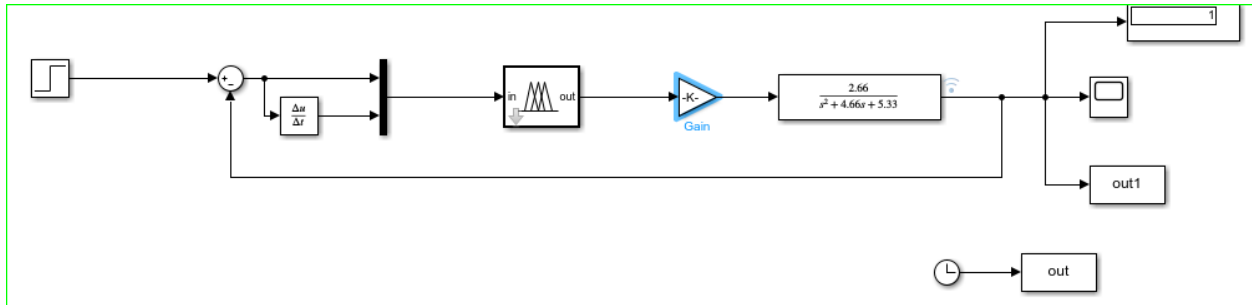 1
+
−
Δu
Δt
in
out
-K-
Gain
2.66
s² + 4.66s + 5.33
out1
out